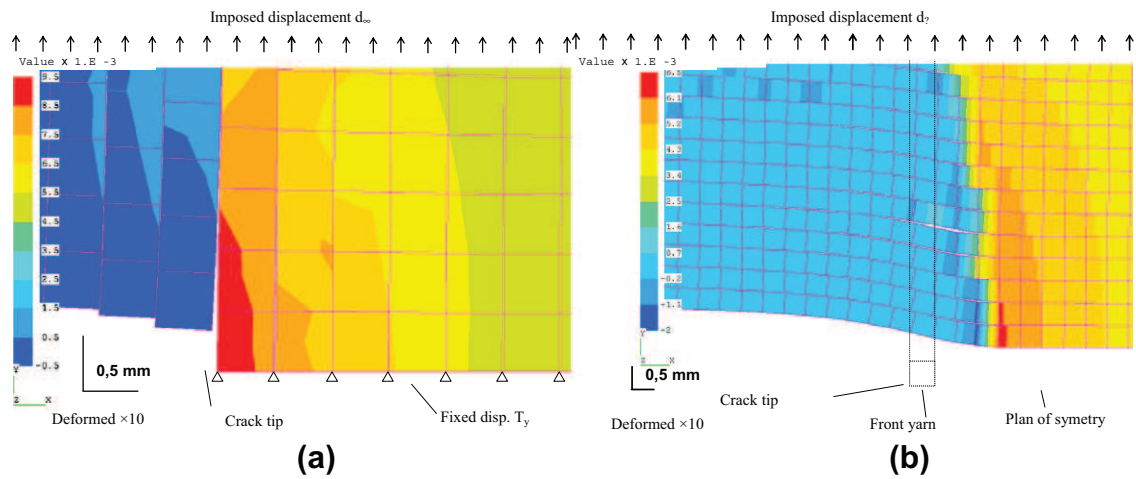 Imposed displacement d∞
Value x 1.E -3
9.5
8.5
7.5
6.5
5.5
4.5
3.5
2.5
1.5
0.5
-0.5
Y
Z X
0,5 mm
Deformed ×10
Crack tip
Fixed disp. Ty
(a)
Imposed displacement d?
Value x 1.E -3
6.1
5.2
4.3
3.4
2.5
1.6
0.7
-0.2
-1.1
-2
Y
Z X
0,5 mm
Deformed ×10
Crack tip
Front yarn
Plan of symetry
(b)